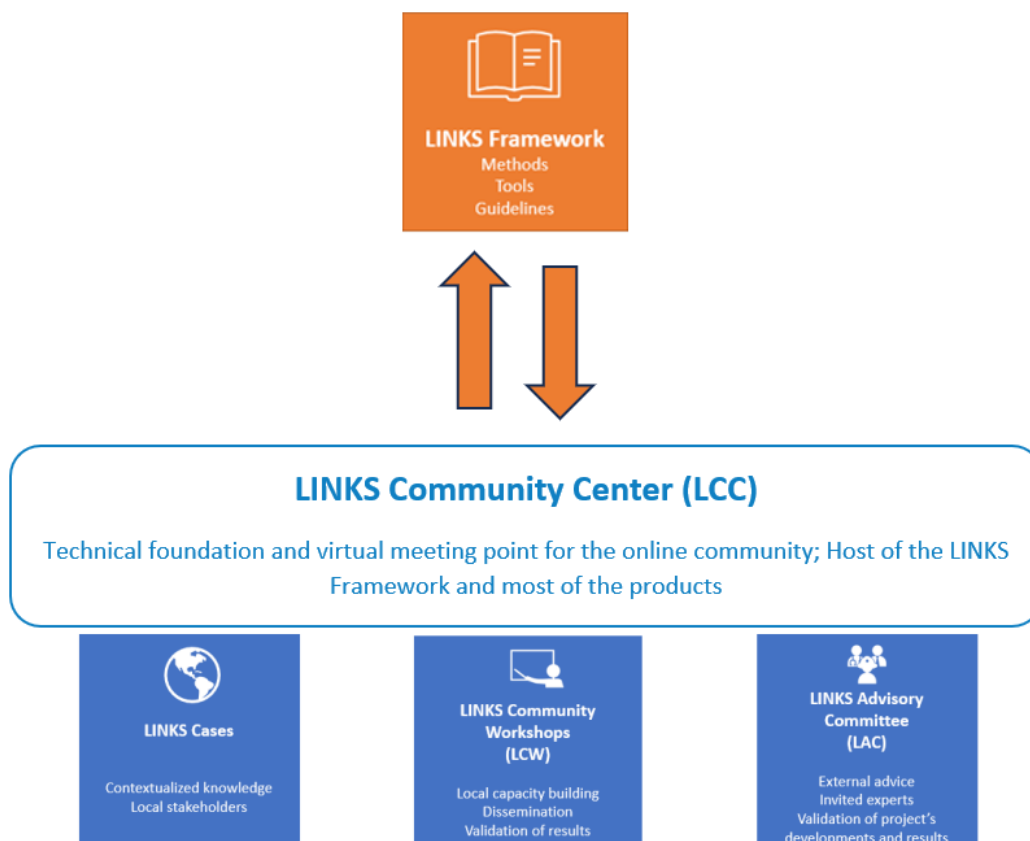 LINKS Framework
Methods
Tools
Guidelines
LINKS Community Center (LCC)
Technical foundation and virtual meeting point for the online community; Host of the LINKS
Framework and most of the products
LINKS Cases
Contextualized knowledge
Local stakeholders
LINKS Community
Workshops
(LCW)
Local capacity building
Dissemination
Validation of results
LINKS Advisory
Committee
(LAC)
External advice
Invited experts
Validation of project's
developments and results